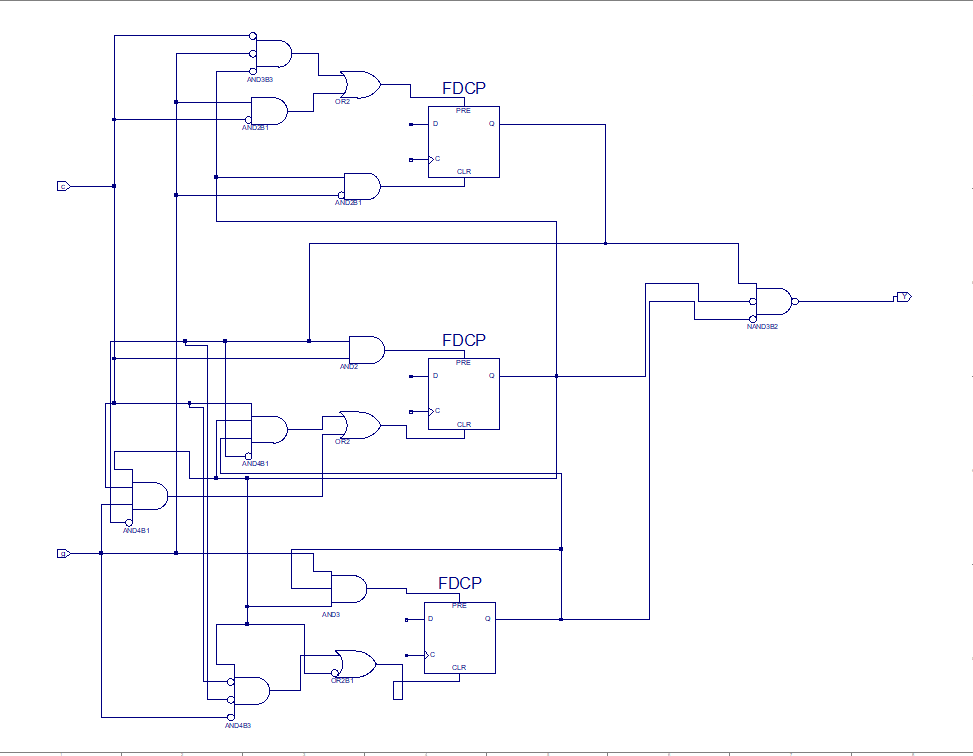 AND3B3
OR2
FDCP
PRE
AND2B1
D
Q
C
CLR
c
AND2B1
Y
NAND3B2
FDCP
PRE
AND2
D
Q
C
OR2
CLR
AND4B1
AND4B1
g
FDCP
PRE
AND3
D
Q
C
CLR
OR2B1
AND4B3